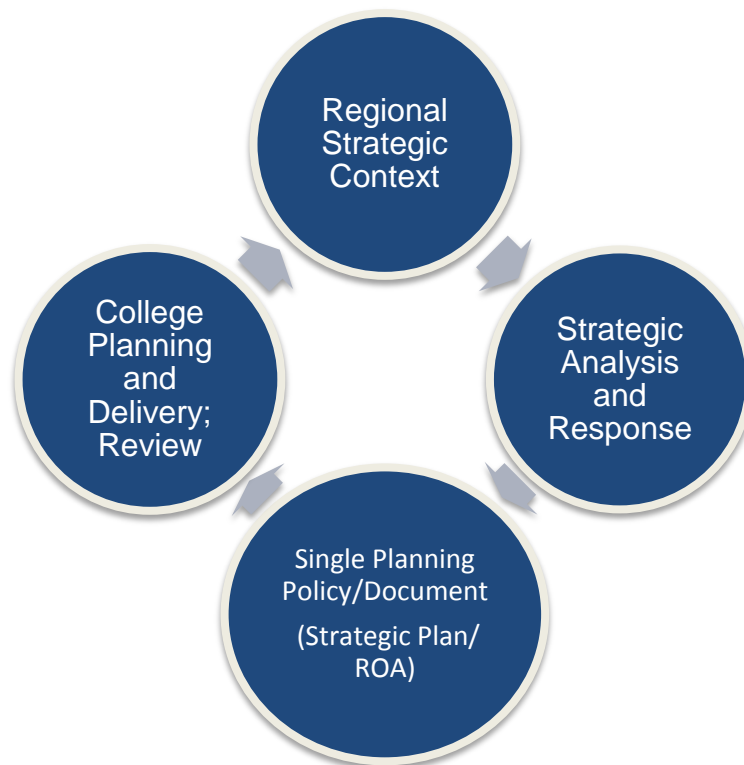 Regional
Strategic
Context
Strategic
Analysis
and
Response
Single Planning
Policy/Document
(Strategic Plan/
ROA)
College
Planning
and
Delivery;
Review